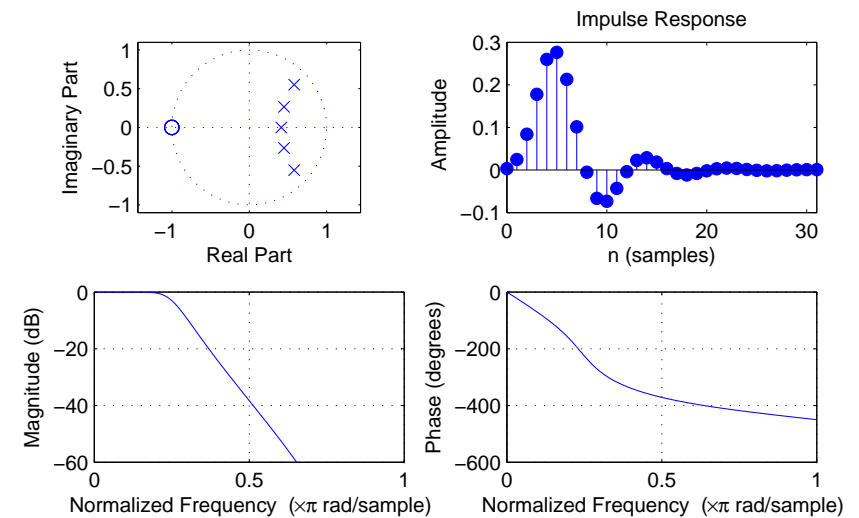 1
0.5
0
−0.5
−1
Imaginary Part
−1 0 1
Real Part
Impulse Response
0.3
0.2
0.1
0
−0.1
Amplitude
0 10 20 30
n (samples)
0
−20
−40
−60
Magnitude (dB)
0 0.5 1
Normalized Frequency (×π rad/sample)
0
−200
−400
−600
Phase (degrees)
0 0.5 1
Normalized Frequency (×π rad/sample)